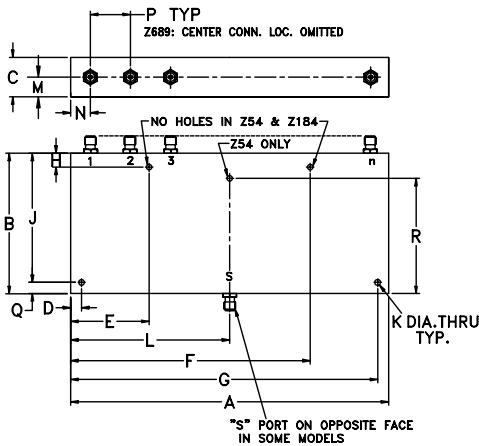 P TYP
Z689: CENTER CONN. LOC. OMITTED
C
M
N
NO HOLES IN Z54 & Z184
Z54 ONLY
H
1 2 3 n
B
J
R
S
Q
D
E
K DIA.THRU
TYP.
L
F
G
A
"S" PORT ON OPPOSITE FACE
IN SOME MODELS